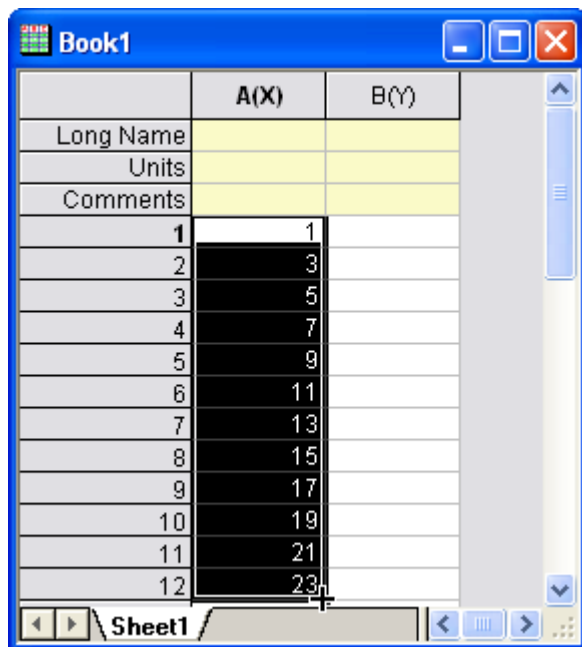 Book1
A(X) B(Y)
Long Name
Units
Comments
1 1
2 3
3 5
4 7
5 9
6 11
7 13
8 15
9 17
10 19
11 21
12 23
Sheet1